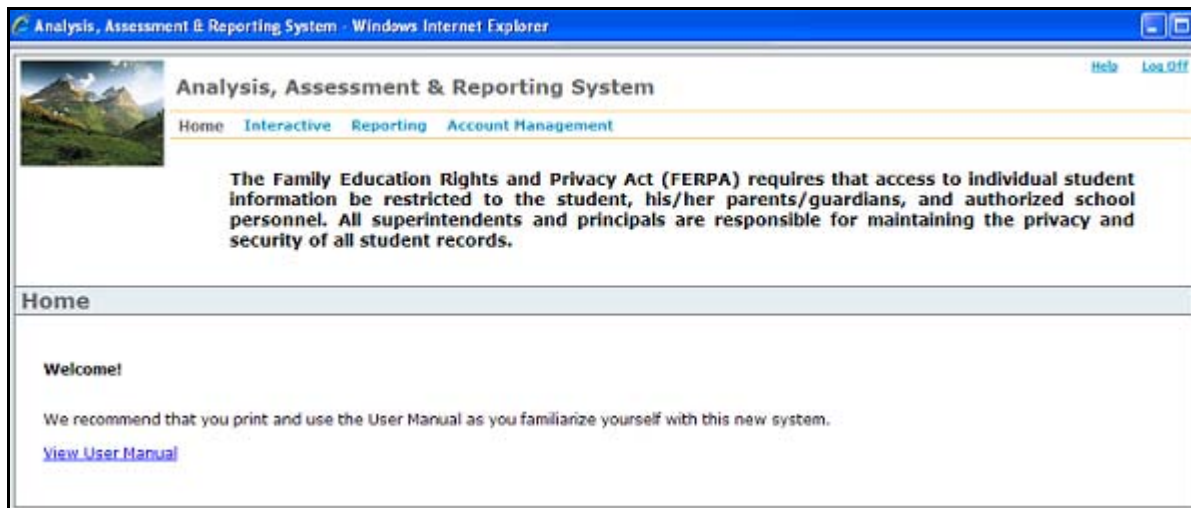 Analysis, Assessment & Reporting System - Windows Internet Explorer
Help Log Off
Analysis, Assessment & Reporting System
Home Interactive Reporting Account Management
The Family Education Rights and Privacy Act (FERPA) requires that access to individual student
information be restricted to the student, his/her parents/guardians, and authorized school
personnel. All superintendents and principals are responsible for maintaining the privacy and
security of all student records.
Home
Welcome!
We recommend that you print and use the User Manual as you familiarize yourself with this new system.
View User Manual